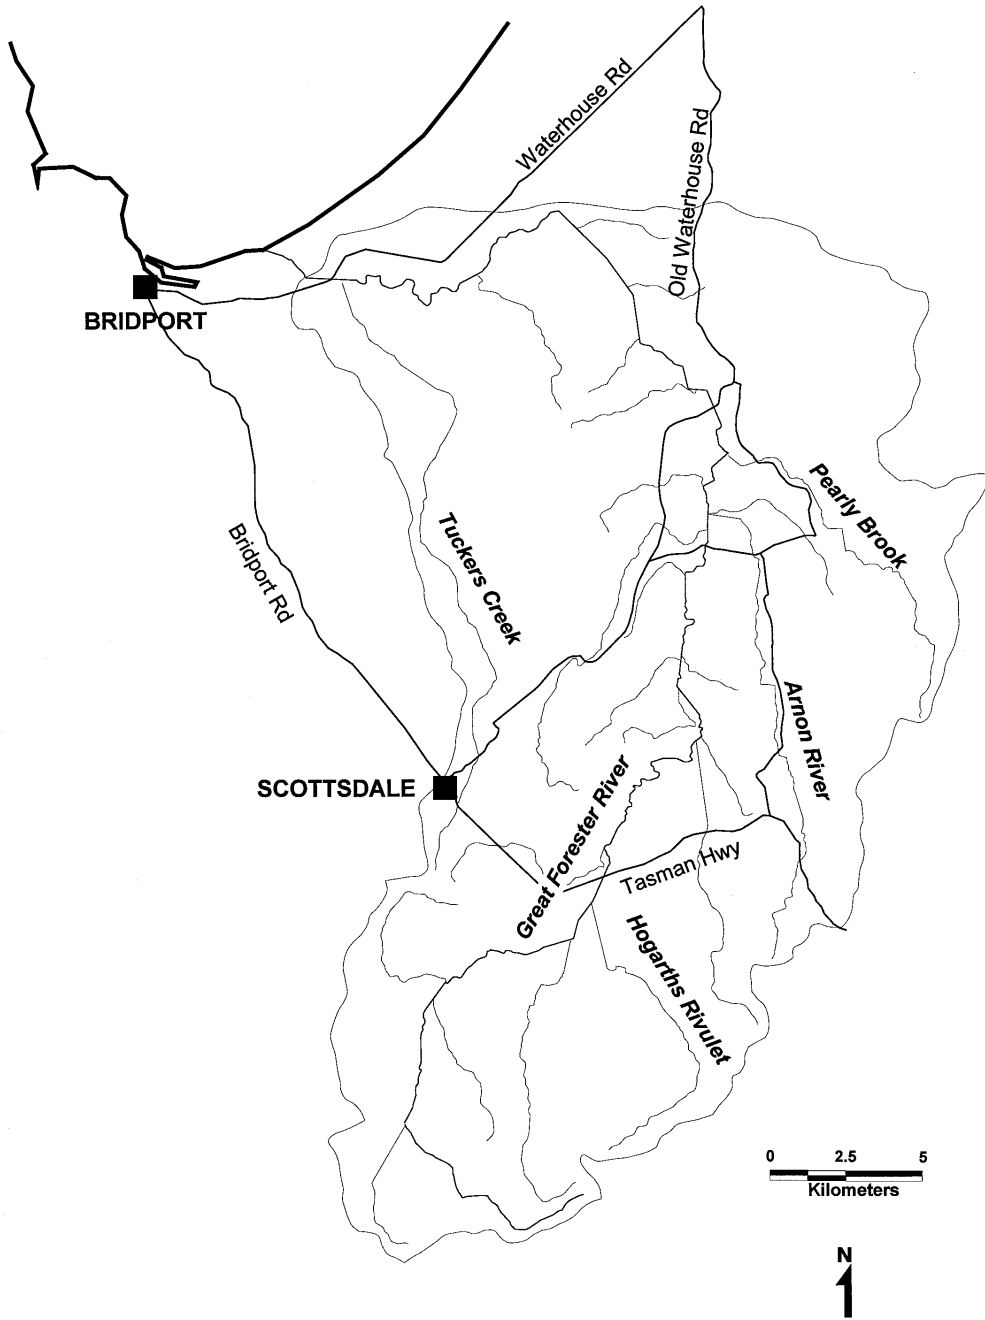 Waterhouse Rd
Old Waterhouse Rd
BRIDPORT
Pearly Brook
Bridport Rd
Tuckers Creek
Arnon River
SCOTTSDALE
Great Forester River
Tasman Hwy
Hogarths Rivulet
0 2.5 5
Kilometers
N